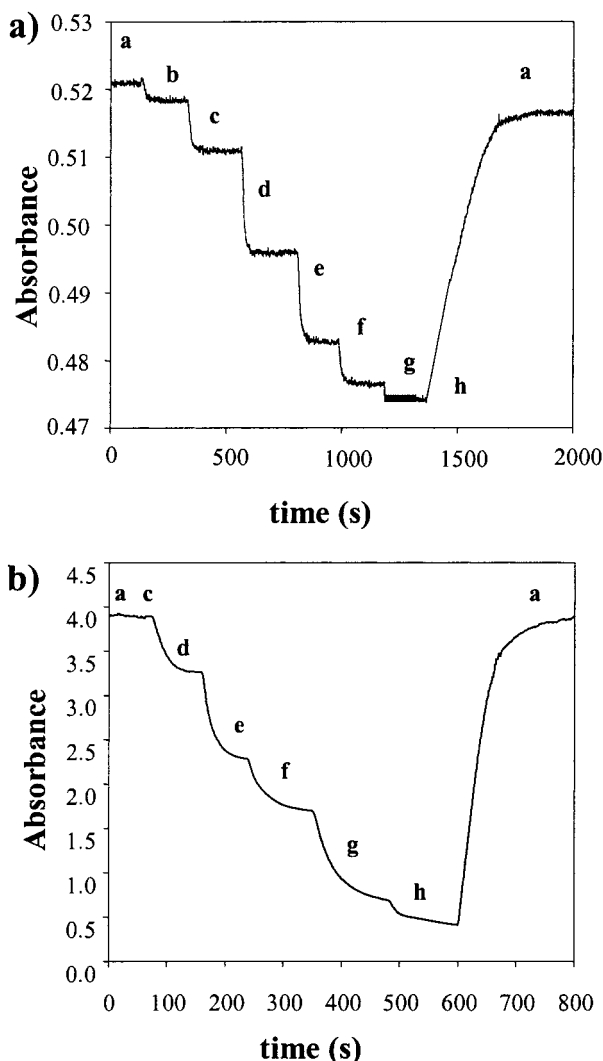 a)
0.53
0.52
0.51
0.50
0.49
0.48
0.47
Absorbance
a
b
c
d
e
f
g
h
a
0 500 1000 1500 2000
time (s)
b)
4.5
4.0
3.5
3.0
2.5
2.0
1.5
1.0
0.5
0.0
Absorbance
a c
d
e
f
g
h
a
0 100 200 300 400 500 600 700 800
time (s)